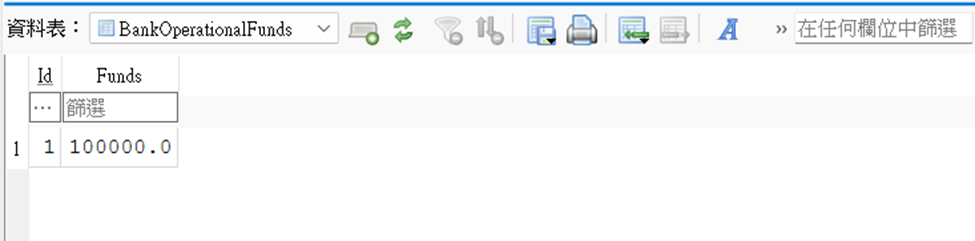 資料表： BankOperationalFunds A » 在任何欄位中篩選
Id Funds
… 篩選
1 1 100000.0